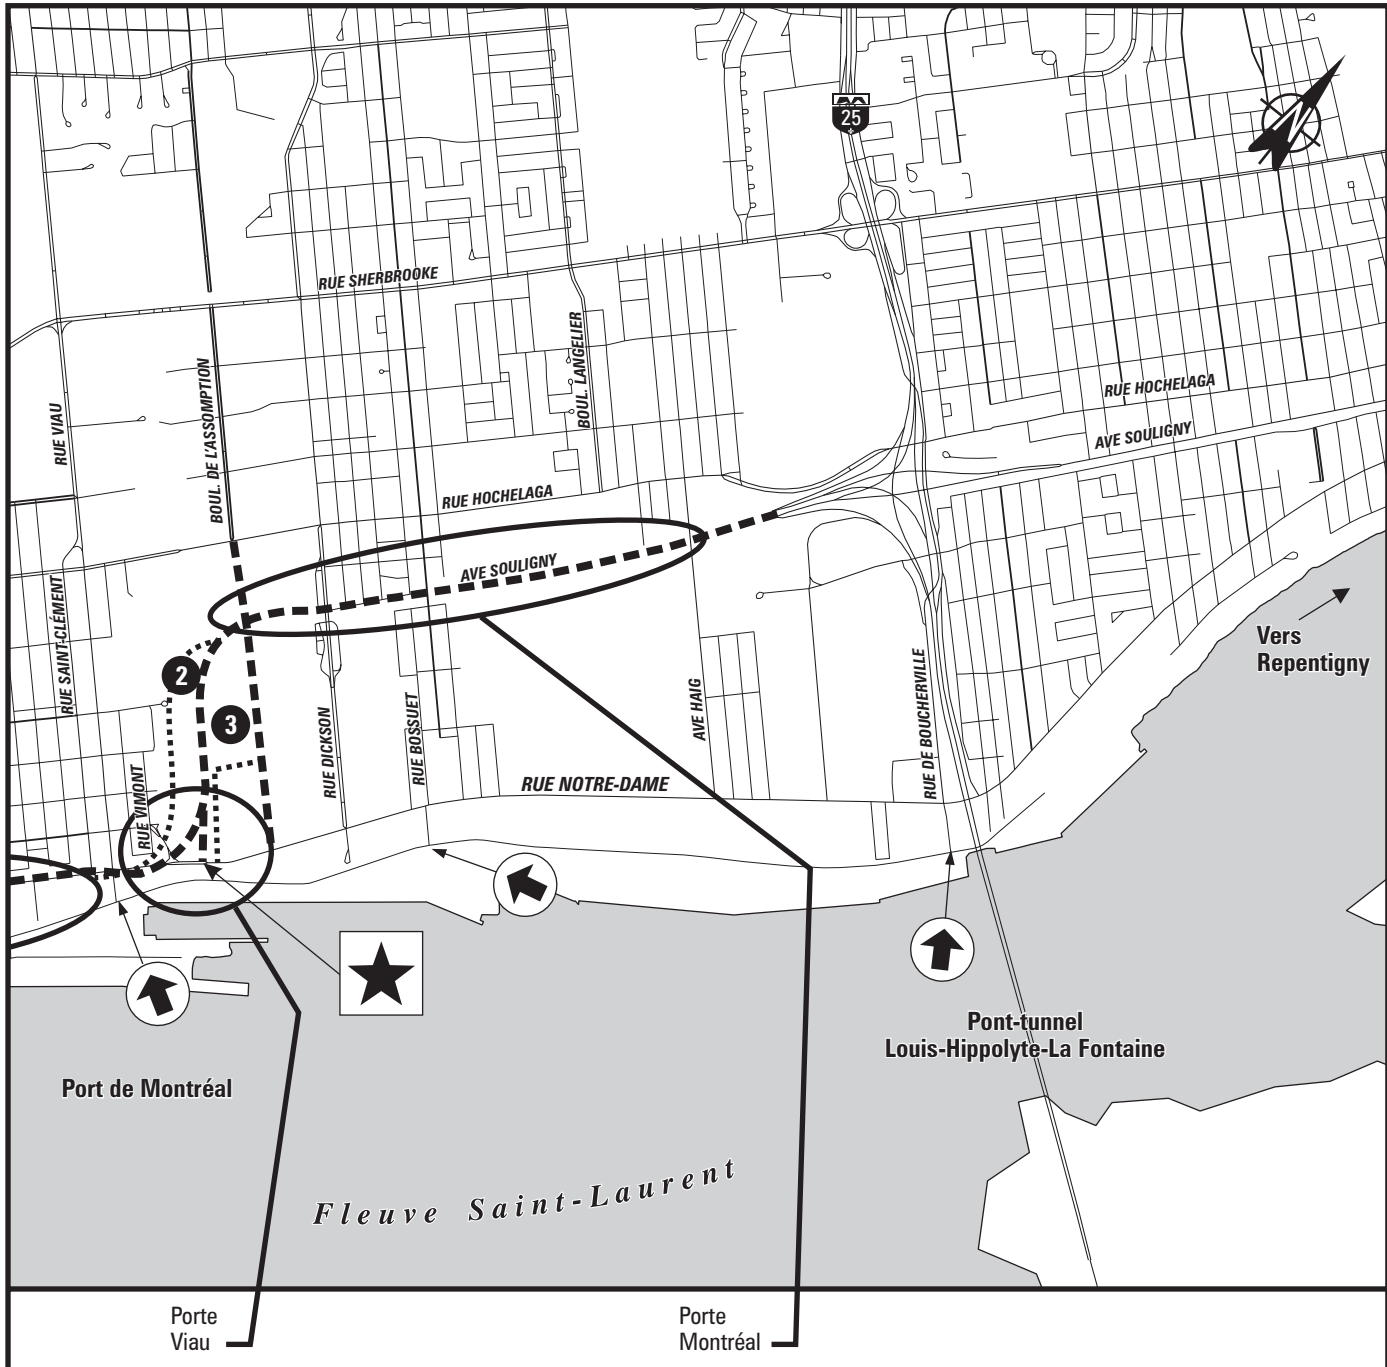 25
RUE SHERBROOKE
BOUL. LANGELIER
RUE HOCHELAGA
BOUL. DE L'ASSOMPTION
RUE VIAU
AVE SOULIGNY
RUE HOCHELAGA
AVE SOULIGNY
RUE SAINT-CLÉMENT
Vers
Repentigny
2
3
AVE HAIG
RUE DE BOUCHERVILLE
RUE BOSSUET
RUE DICKSON
RUE VIMONT
RUE NOTRE-DAME
Pont-tunnel
Louis-Hippolyte-La Fontaine
Port de Montréal
Fleuve Saint-Laurent
Porte
Viau
Porte
Montréal